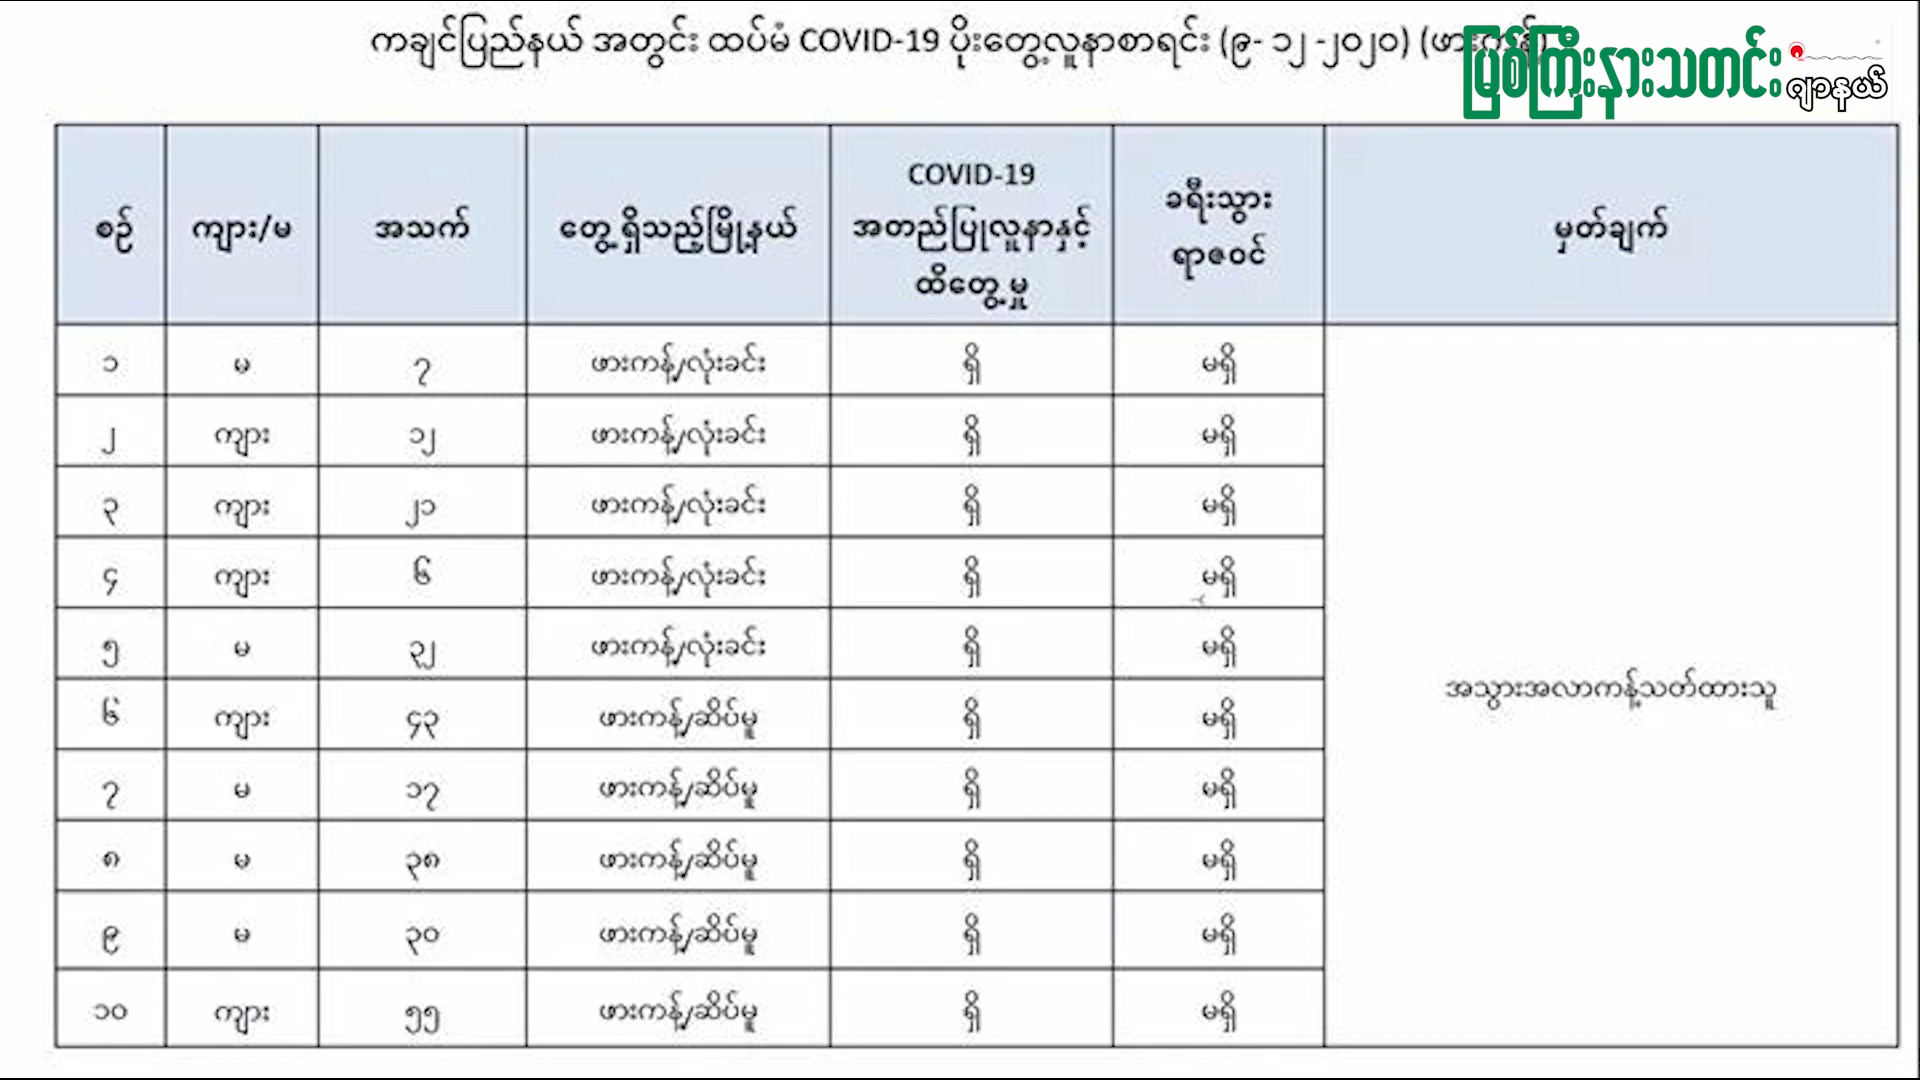 ကချင်ပြည်နယ် အတွင်း ထပ်မံ COVID-19 ပိုးတွေ့လူနာစာရင်း (၉- ၁၂ -၂၀၂၀) (ဖားကန့်)
မြစ်ကြီးနားသတင်းဂျာနယ်
စဉ် ကျား/မ အသက် တွေ့ရှိသည့်မြို့နယ် COVID-19 အတည်ပြုလူနာနှင့် ထိတွေ့မှု ခရီးသွား ရာဇဝင် မှတ်ချက်
၁ မ ၇ ဖားကန့်/လုံးခင်း ရှိ မရှိ
၂ ကျား ၁၂ ဖားကန့်/လုံးခင်း ရှိ မရှိ
၃ ကျား ၂၁ ဖားကန့်/လုံးခင်း ရှိ မရှိ
၄ ကျား ၆ ဖားကန့်/လုံးခင်း ရှိ မရှိ
၅ မ ၃၂ ဖားကန့်/လုံးခင်း ရှိ မရှိ
၆ ကျား ၄၃ ဖားကန့်/ဆိပ်မူ ရှိ မရှိ
၇ မ ၁၇ ဖားကန့်/ဆိပ်မူ ရှိ မရှိ
၈ မ ၃၈ ဖားကန့်/ဆိပ်မူ ရှိ မရှိ
၉ မ ၃၀ ဖားကန့်/ဆိပ်မူ ရှိ မရှိ
၁၀ ကျား ၅၅ ဖားကန့်/ဆိပ်မူ ရှိ မရှိ
အသွားအလာကန့်သတ်ထားသူ